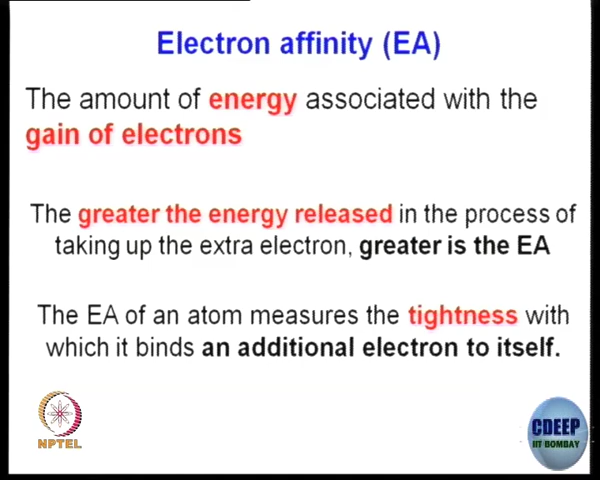 Electron affinity (EA)
The amount of energy associated with the
gain of electrons
The greater the energy released in the process of
taking up the extra electron, greater is the EA
The EA of an atom measures the tightness with
which it binds an additional electron to itself.
NPTEL
CDEEP
IIT BOMBAY